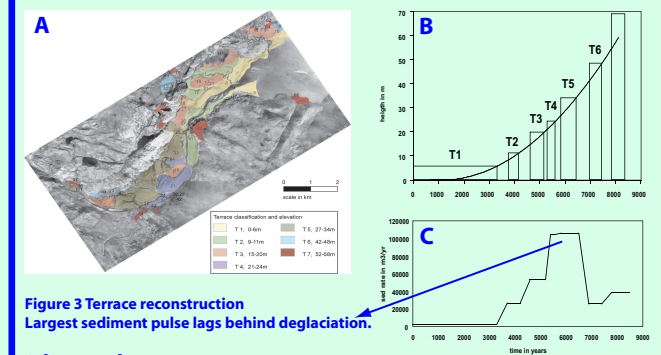 A
0 1 2
scale in km
Terrace classification and elevation
T 1, 0-6m
T 2, 9-11m
T 3, 15-20m
T 4, 21-24m
T 5, 27-34m
T 6, 42-48m
T 7, 52-68m
B
heigth in m
70
60
50
40
30
20
10
0
T1
T2
T3
T4
T5
T6
0 1000 2000 3000 4000 5000 6000 7000 8000 9000
C
sed rate in m3/yr
120000
100000
80000
60000
40000
20000
0
0 1000 2000 3000 4000 5000 6000 7000 8000 9000
time in years
Figure 3 Terrace reconstruction
Largest sediment pulse lags behind deglaciation.